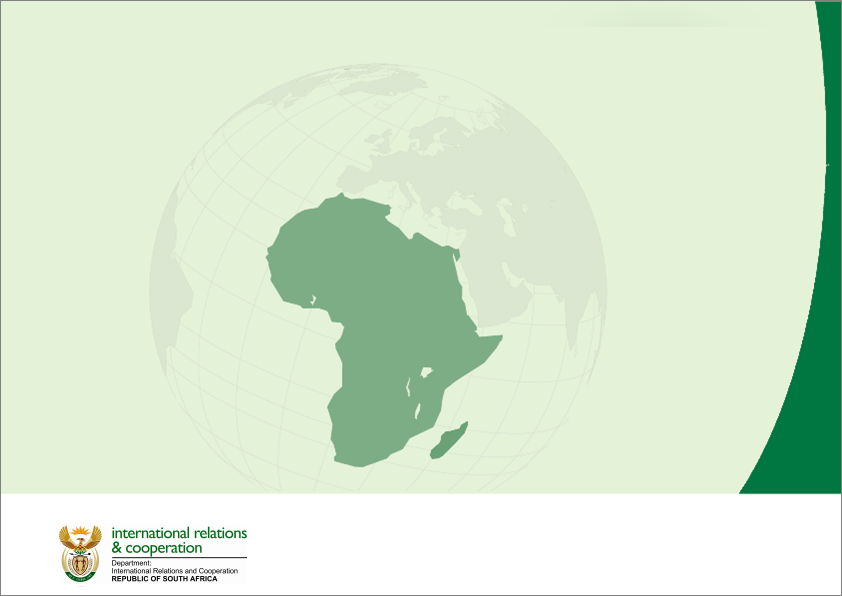 international relations
& cooperation
Department:
International Relations and Cooperation
REPUBLIC OF SOUTH AFRICA